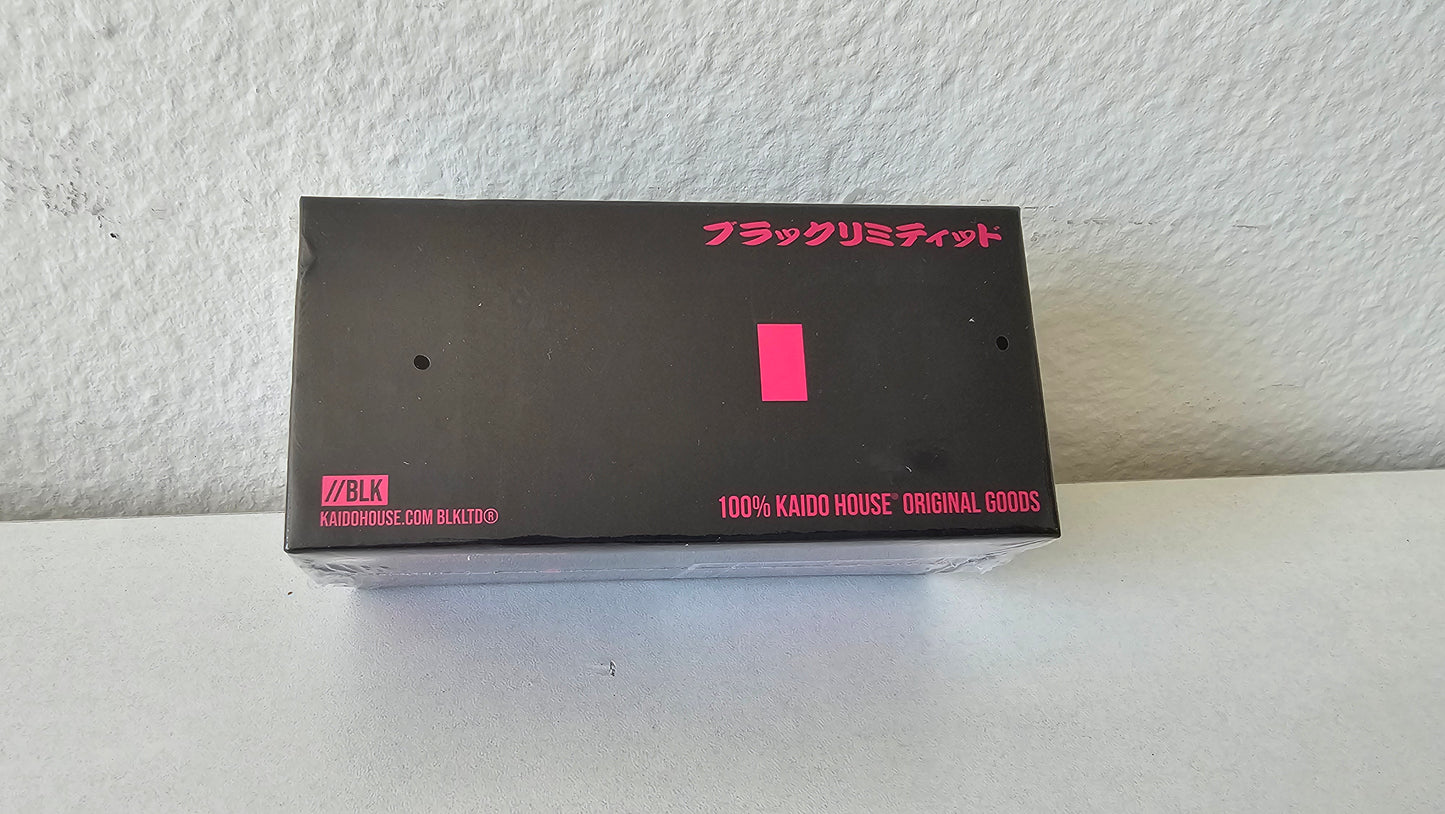 ブラックリミティッド
//BLK
KAIDOHOUSE.COM BLKLTD®
100% KAIDO HOUSE® ORIGINAL GOODS